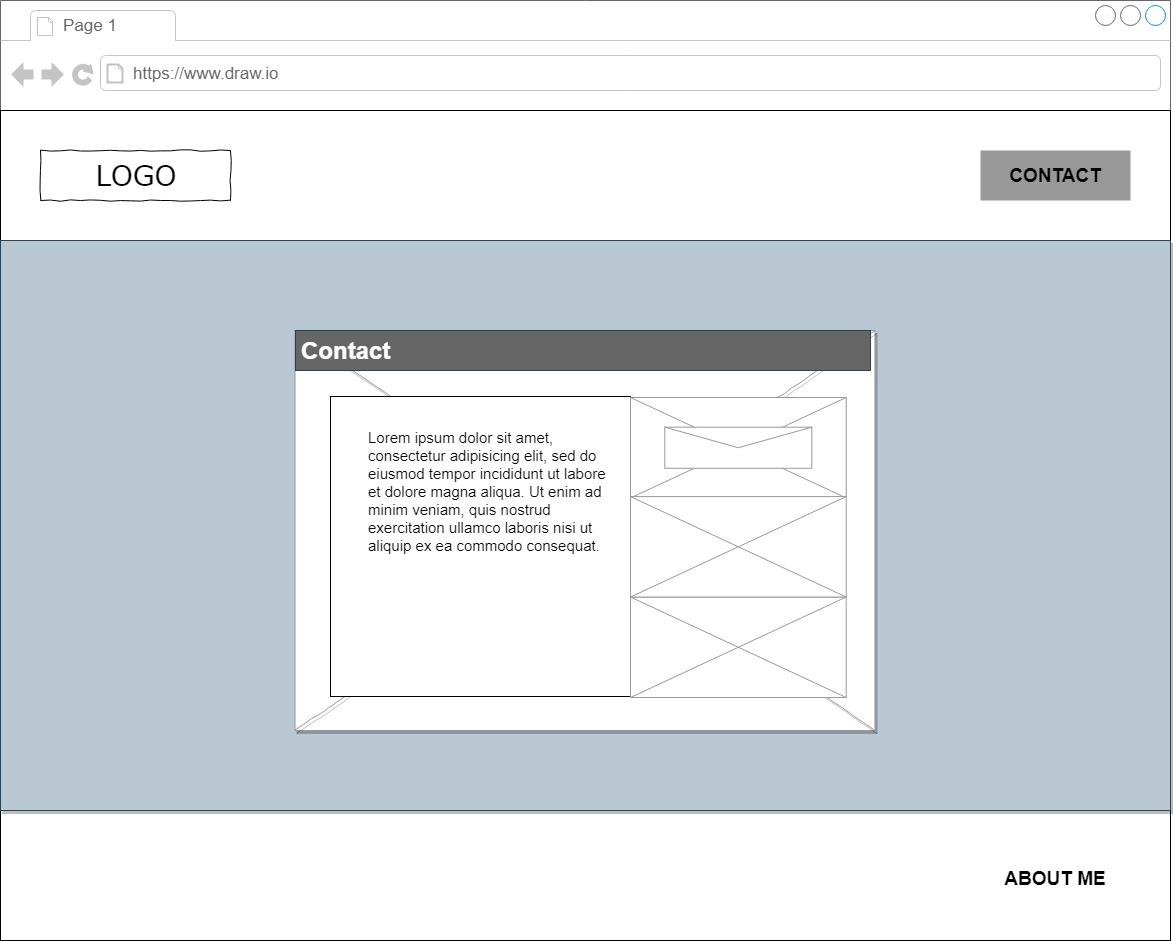 Page 1
https://www.draw.io
LOGO
CONTACT
Contact
Lorem ipsum dolor sit amet,
consectetur adipisicing elit, sed do
eiusmod tempor incididunt ut labore
et dolore magna aliqua. Ut enim ad
minim veniam, quis nostrud
exercitation ullamco laboris nisi ut
aliquip ex ea commodo consequat.
ABOUT ME